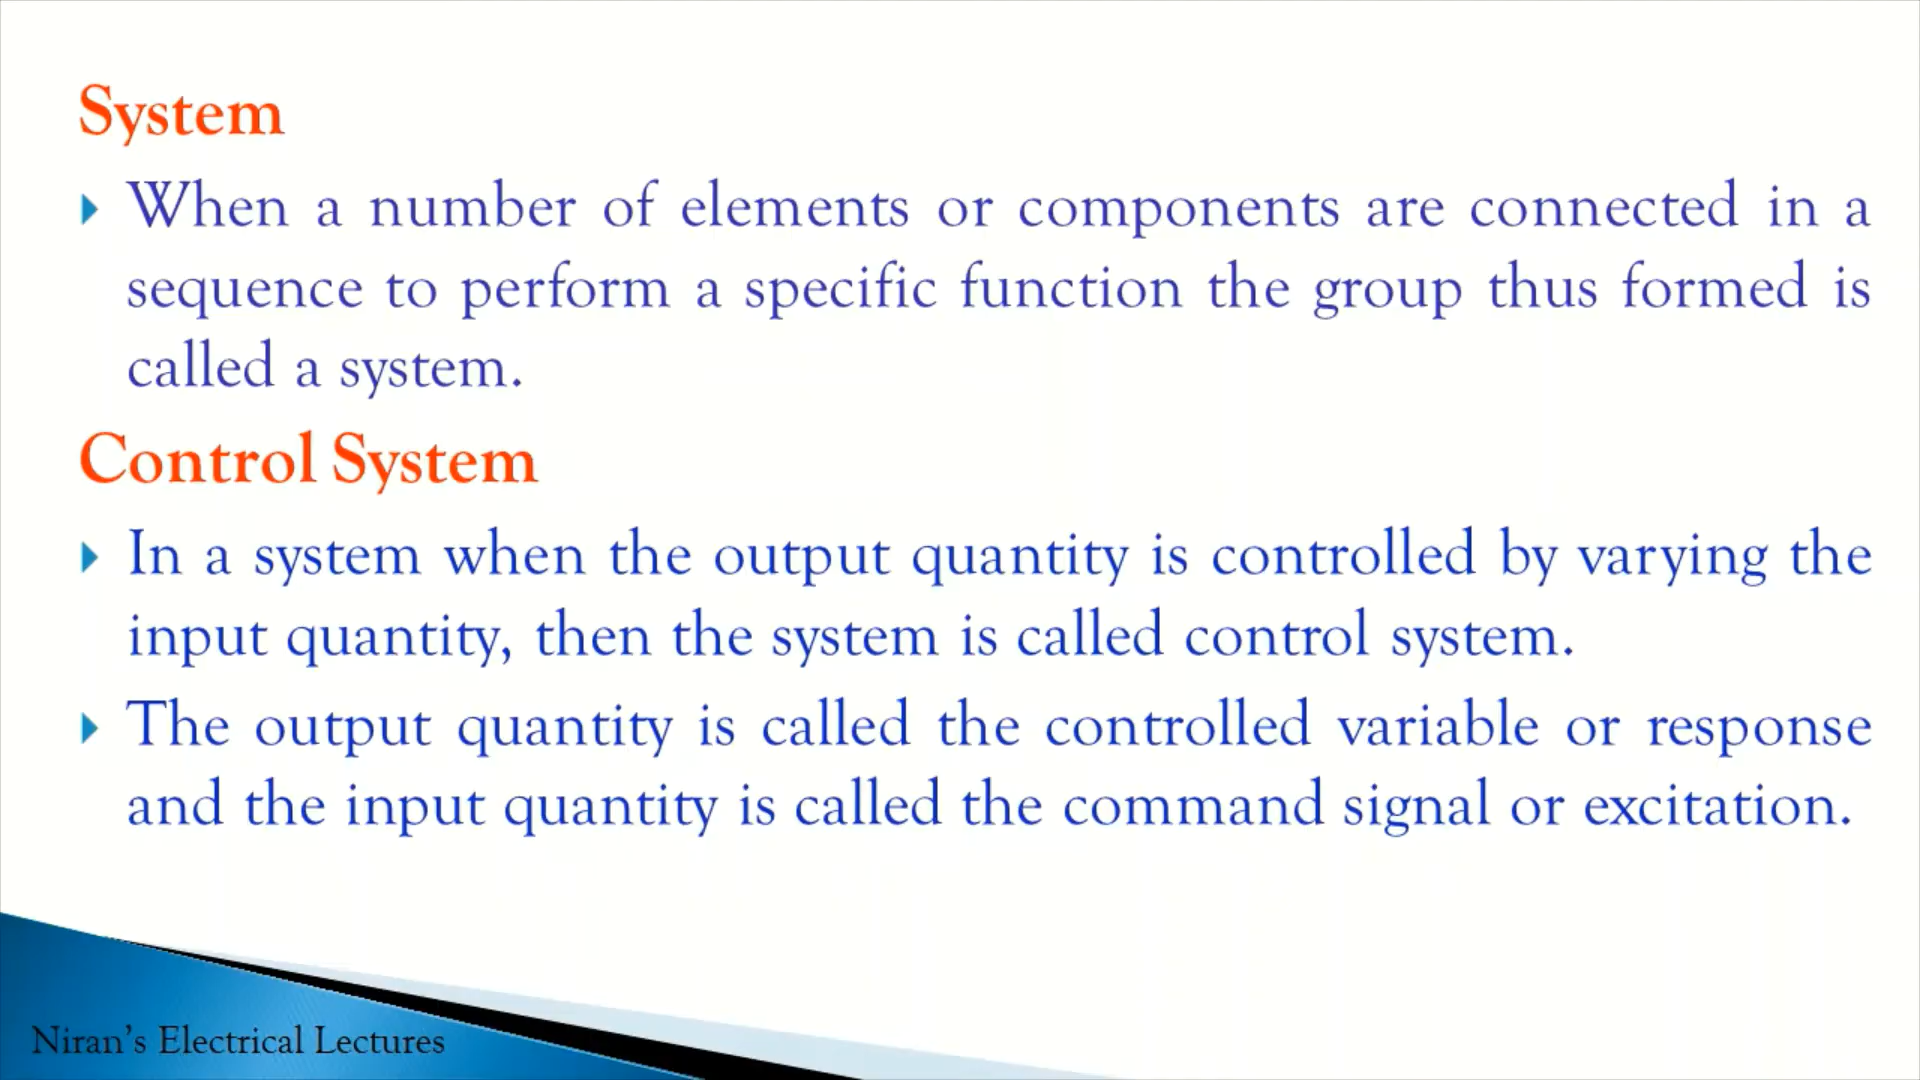 System
When a number of elements or components are connected in a
sequence to perform a specific function the group thus formed is
called a system.
Control System
In a system when the output quantity is controlled by varying the
input quantity, then the system is called control system.
The output quantity is called the controlled variable or response
and the input quantity is called the command signal or excitation.
Niran's Electrical Lectures